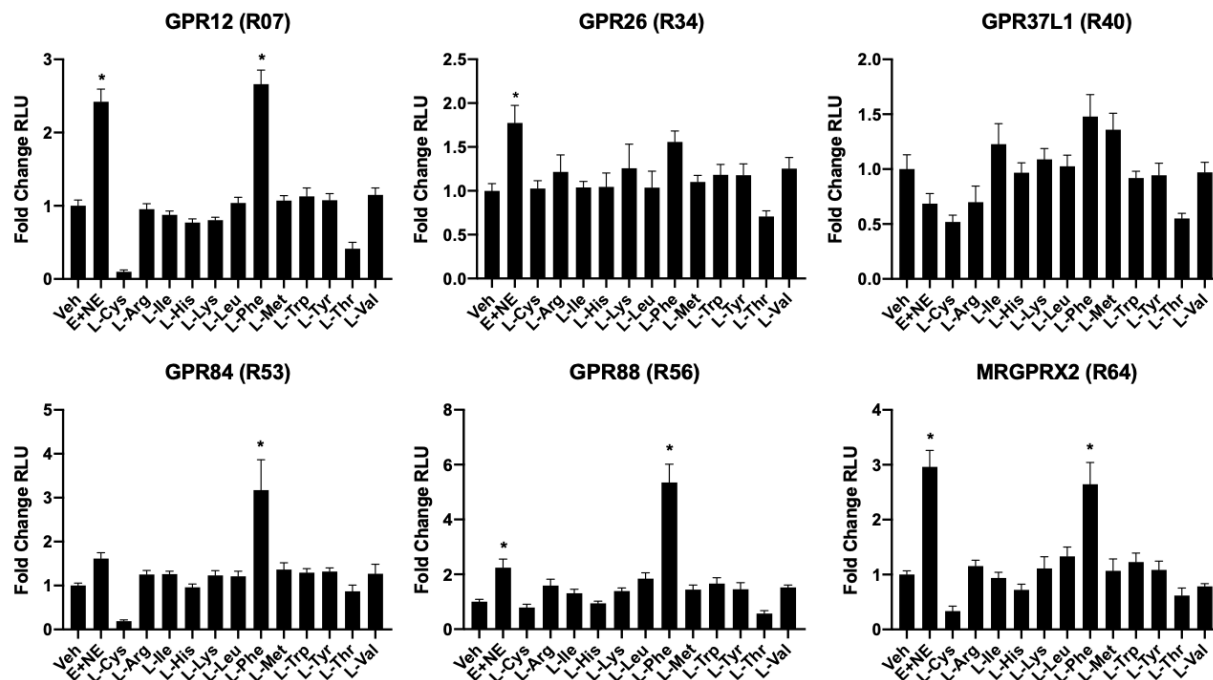 GPR12 (R07)
Fold Change RLU
3
2
1
0
*
*
Veh
E+NE
L-Cys
L-Arg
L-Ile
L-His
L-Lys
L-Leu
L-Phe
L-Met
L-Trp
L-Tyr
L-Thr
L-Val
GPR26 (R34)
Fold Change RLU
2.5
2.0
1.5
1.0
0.5
0.0
*
Veh
E+NE
L-Cys
L-Arg
L-Ile
L-His
L-Lys
L-Leu
L-Phe
L-Met
L-Trp
L-Tyr
L-Thr
L-Val
GPR37L1 (R40)
Fold Change RLU
2.0
1.5
1.0
0.5
0.0
Veh
E+NE
L-Cys
L-Arg
L-Ile
L-His
L-Lys
L-Leu
L-Phe
L-Met
L-Trp
L-Tyr
L-Thr
L-Val
GPR84 (R53)
Fold Change RLU
5
4
3
2
1
0
*
Veh
E+NE
L-Cys
L-Arg
L-Ile
L-His
L-Lys
L-Leu
L-Phe
L-Met
L-Trp
L-Tyr
L-Thr
L-Val
GPR88 (R56)
Fold Change RLU
8
6
4
2
0
*
*
Veh
E+NE
L-Cys
L-Arg
L-Ile
L-His
L-Lys
L-Leu
L-Phe
L-Met
L-Trp
L-Tyr
L-Thr
L-Val
MRGPRX2 (R64)
Fold Change RLU
4
3
2
1
0
*
*
Veh
E+NE
L-Cys
L-Arg
L-Ile
L-His
L-Lys
L-Leu
L-Phe
L-Met
L-Trp
L-Tyr
L-Thr
L-Val